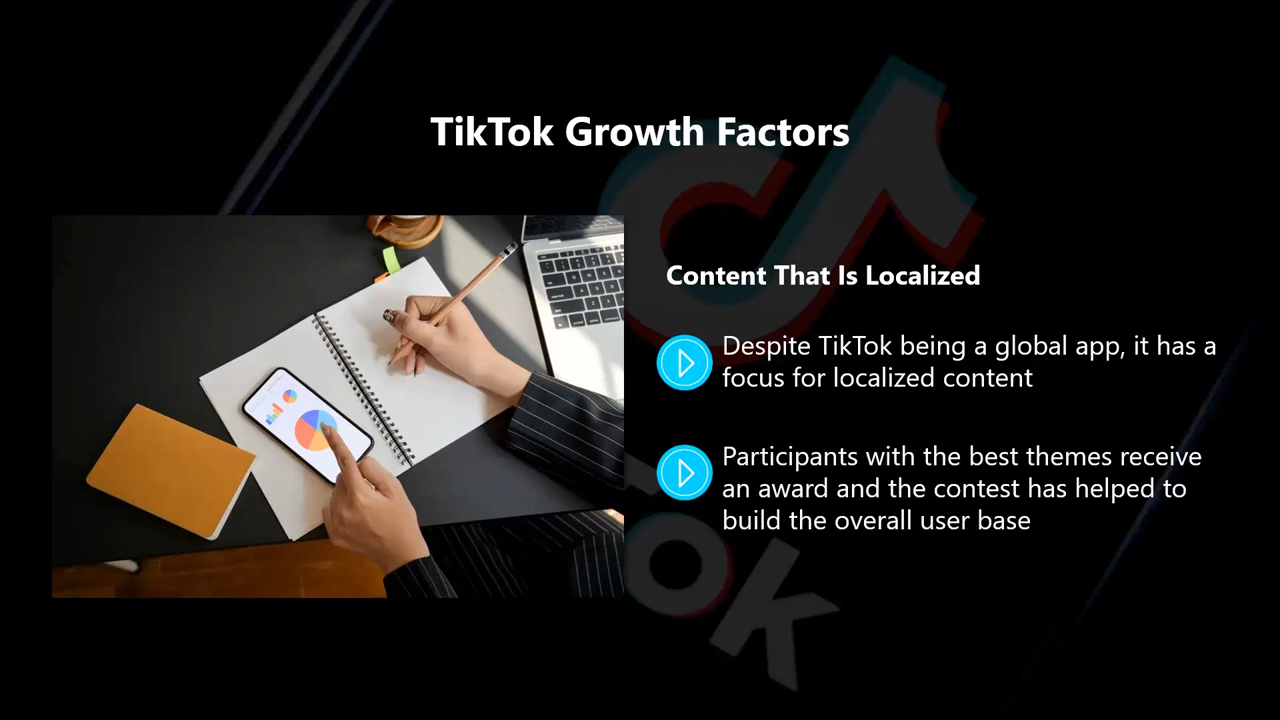 TikTok Growth Factors
Content That Is Localized
Despite TikTok being a global app, it has a
focus for localized content
Participants with the best themes receive
an award and the contest has helped to
build the overall user base